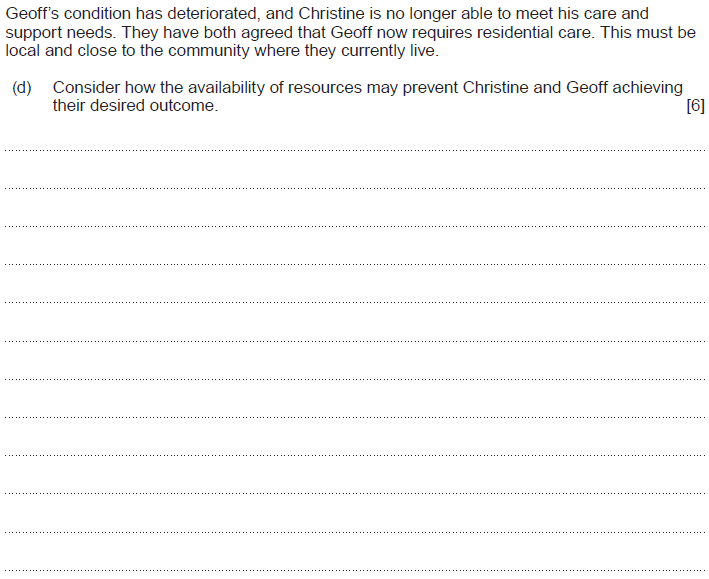 Geoff's condition has deteriorated, and Christine is no longer able to meet his care and
support needs. They have both agreed that Geoff now requires residential care. This must be
local and close to the community where they currently live.
(d) Consider how the availability of resources may prevent Christine and Geoff achieving
their desired outcome. [6]